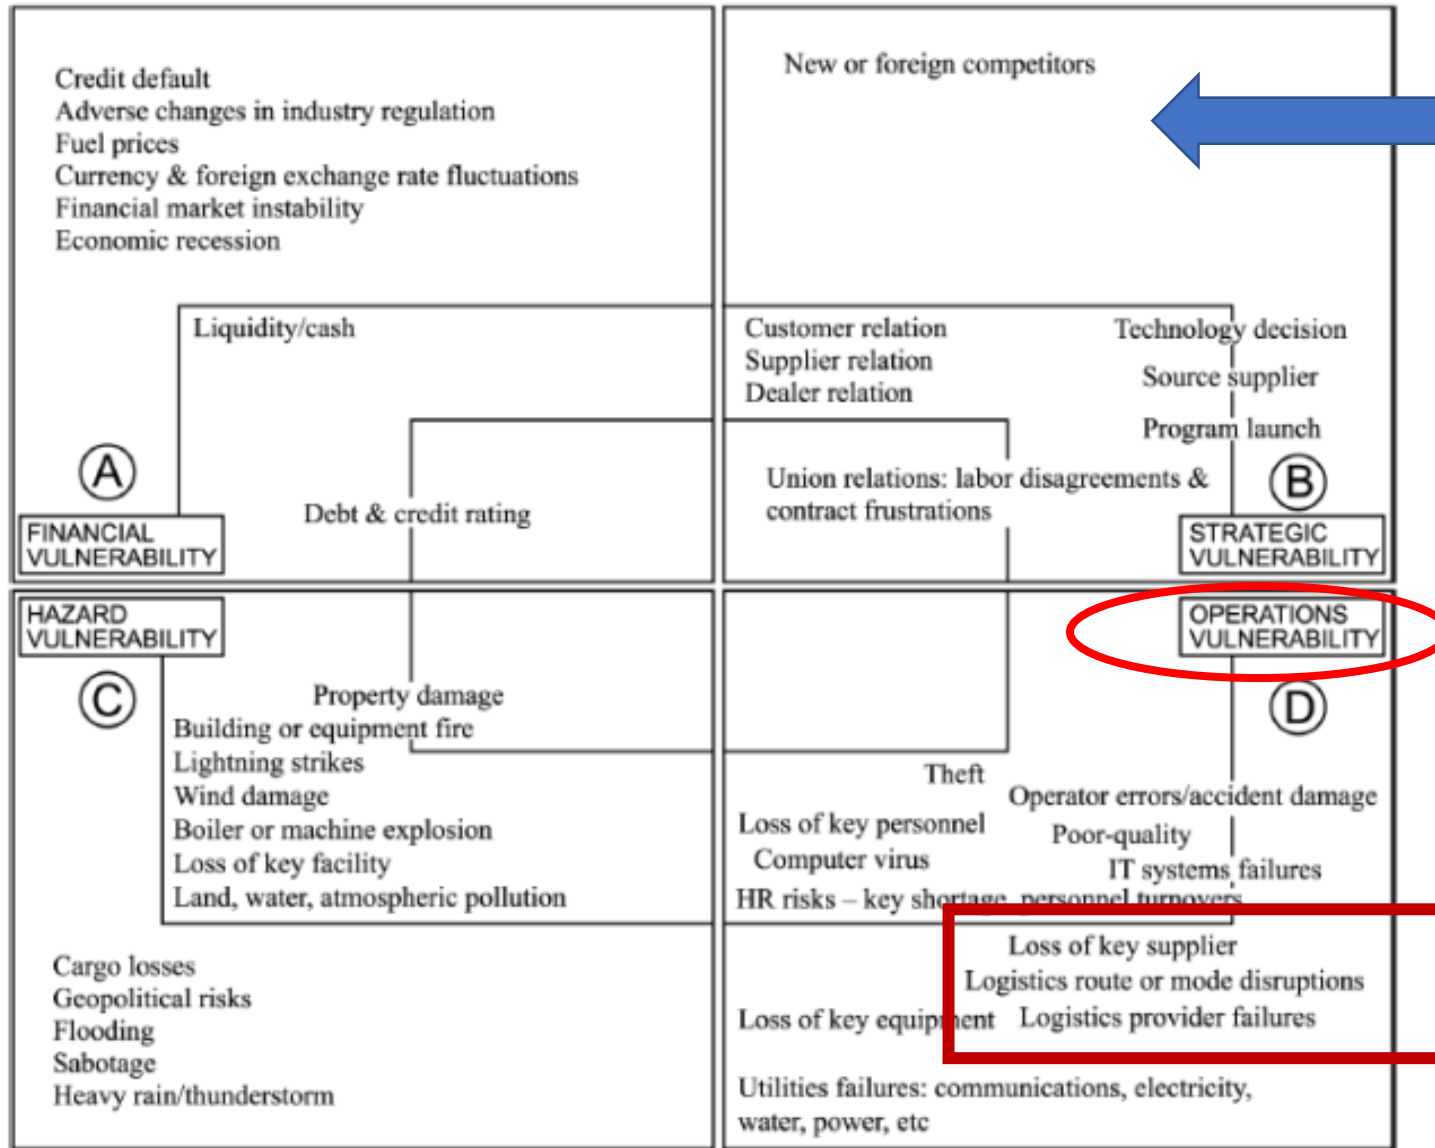 Credit default
Adverse changes in industry regulation
Fuel prices
Currency & foreign exchange rate fluctuations
Financial market instability
Economic recession
Liquidity/cash
Debt & credit rating
A
FINANCIAL
VULNERABILITY
New or foreign competitors
Customer relation
Supplier relation
Dealer relation
Technology decision
Source supplier
Program launch
Union relations: labor disagreements &
contract frustrations
B
STRATEGIC
VULNERABILITY
HAZARD
VULNERABILITY
C
Property damage
Building or equipment fire
Lightning strikes
Wind damage
Boiler or machine explosion
Loss of key facility
Land, water, atmospheric pollution
Cargo losses
Geopolitical risks
Flooding
Sabotage
Heavy rain/thunderstorm
OPERATIONS
VULNERABILITY
D
Theft
Operator errors/accident damage
Loss of key personnel
Poor-quality
Computer virus
IT systems failures
HR risks – key shortage, personnel turnovers
Loss of key supplier
Logistics route or mode disruptions
Loss of key equipment
Logistics provider failures
Utilities failures: communications, electricity,
water, power, etc